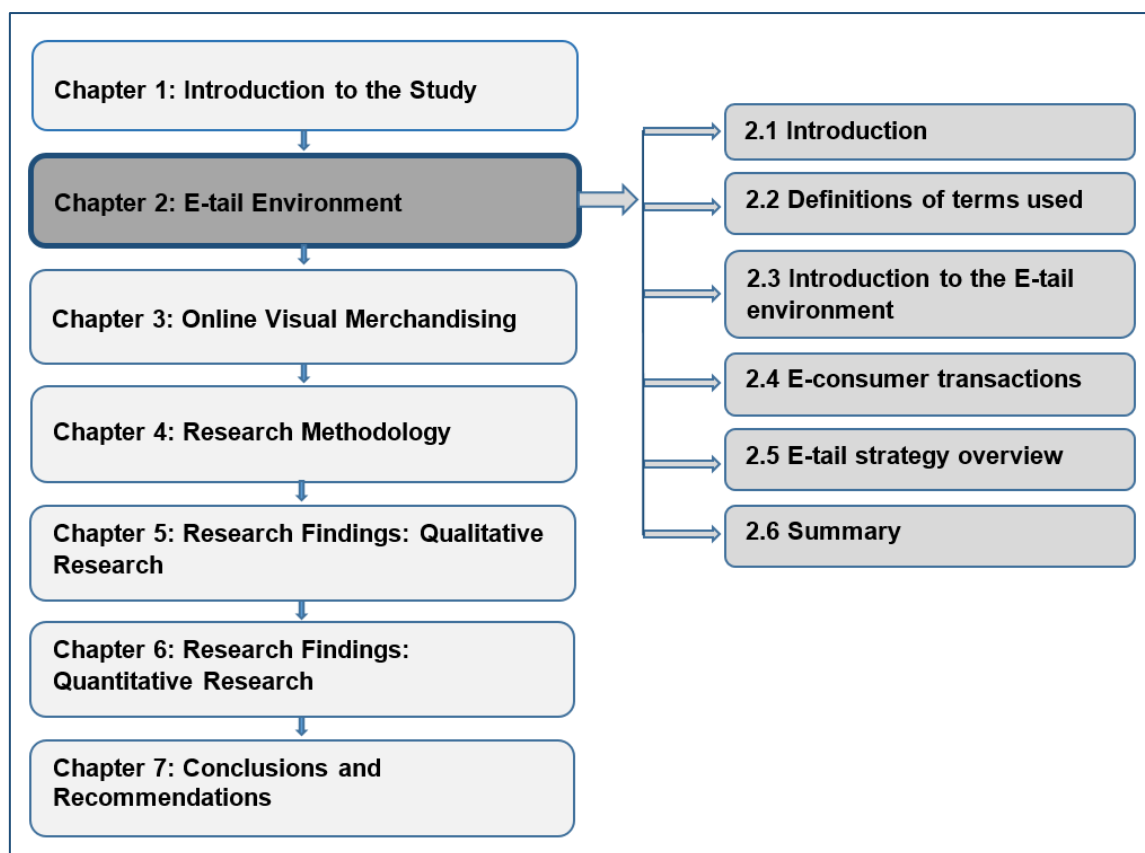 Chapter 1: Introduction to the Study
Chapter 2: E-tail Environment
Chapter 3: Online Visual Merchandising
Chapter 4: Research Methodology
Chapter 5: Research Findings: Qualitative
Research
Chapter 6: Research Findings:
Quantitative Research
Chapter 7: Conclusions and
Recommendations
2.1 Introduction
2.2 Definitions of terms used
2.3 Introduction to the E-tail
environment
2.4 E-consumer transactions
2.5 E-tail strategy overview
2.6 Summary